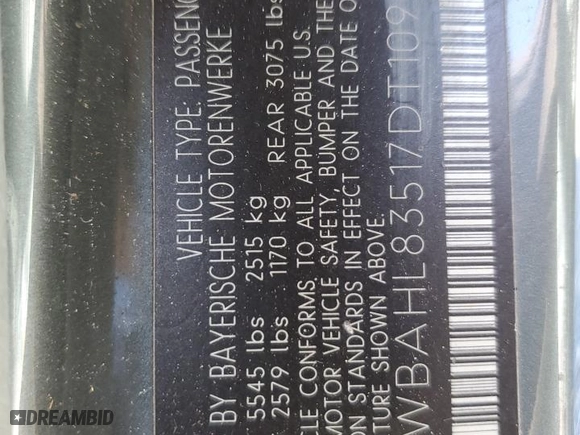 VEHICLE TYPE: PASSENG
BY BAYERISCHE MOTORENWERKE
5545 lbs 2515 kg
2579 lbs 1170 kg REAR 3075 lbs
CLE CONFORMS TO ALL APPLICABLE U.S.
MOTOR VEHICLE SAFETY, BUMPER AND THE
ON STANDARDS IN EFFECT ON THE DATE O
TURE SHOWN ABOVE.
WBAHL83517DT109
DREAMBID